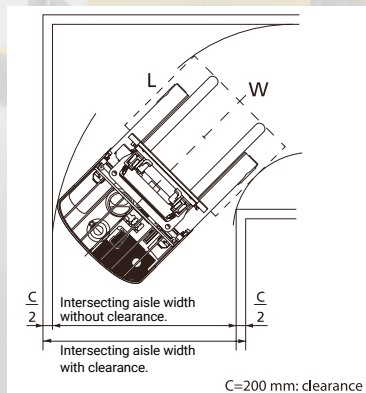 L
W
C
2
Intersecting aisle width
without clearance.
C
2
Intersecting aisle width
with clearance.
C=200 mm: clearance